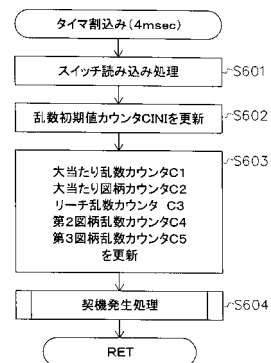 タイマ割込み(4msec)
スイッチ読み込み処理
S601
乱数初期値カウンタCINIを更新
S602
S603
大当たり乱数カウンタC1
大当たり図柄カウンタC2
リーチ乱数カウンタ C3
第2図柄乱数カウンタC4
第3図柄乱数カウンタC5
を更新
契機発生処理
S604
RET